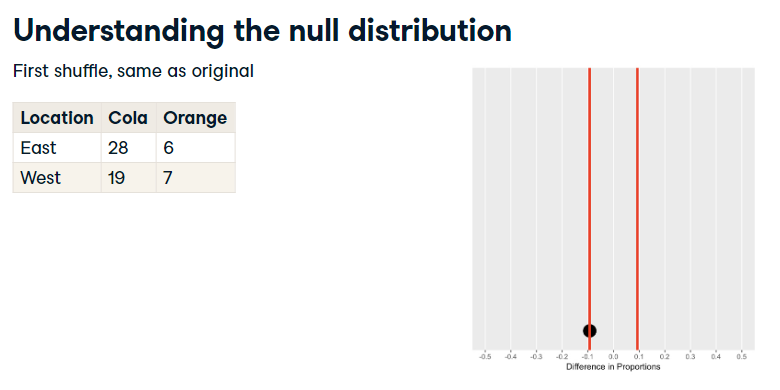 Understanding the null distribution
First shuffle, same as original
Location Cola Orange
East 28 6
West 19 7
-0.5 -0.4 -0.3 -0.2 -0.1 0.0 0.1 0.2 0.3 0.4 0.5
Difference in Proportions